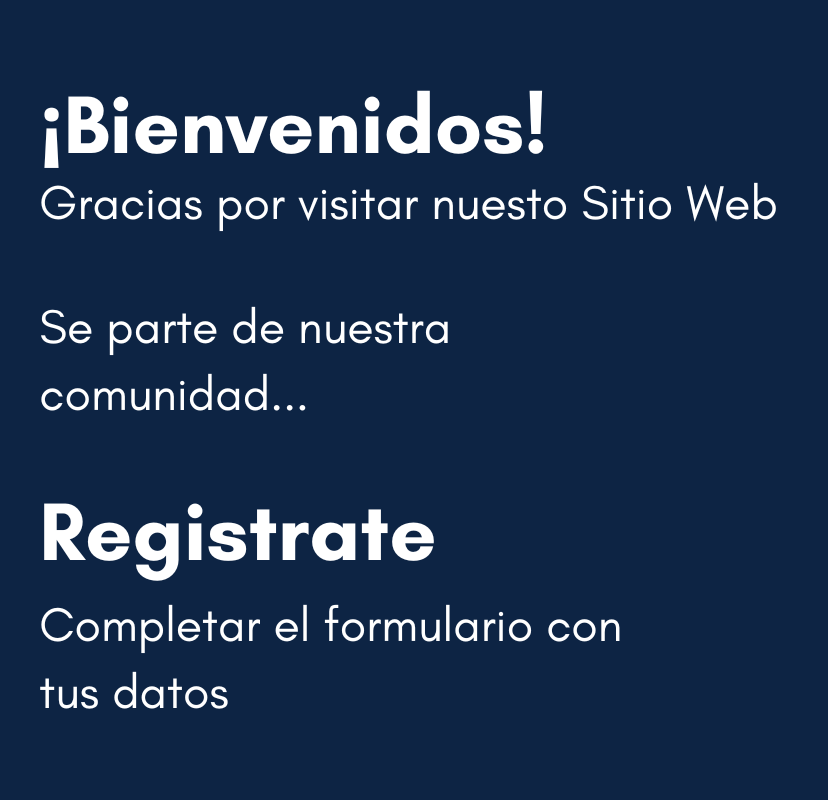 ¡Bienvenidos!
Gracias por visitar nuesto Sitio Web
Se parte de nuestra
comunidad...
Registrate
Completar el formulario con
tus datos